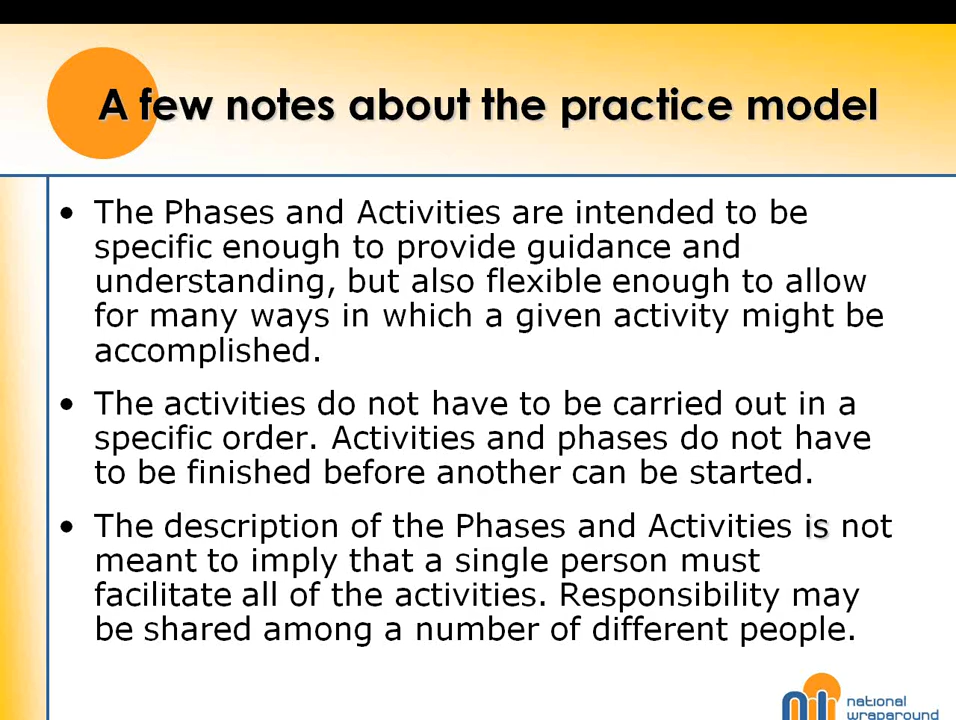 A few notes about the practice model
• The Phases and Activities are intended to be
specific enough to provide guidance and
understanding, but also flexible enough to allow
for many ways in which a given activity might be
accomplished.
• The activities do not have to be carried out in a
specific order. Activities and phases do not have
to be finished before another can be started.
• The description of the Phases and Activities is not
meant to imply that a single person must
facilitate all of the activities. Responsibility may
be shared among a number of different people.
national
wraparound